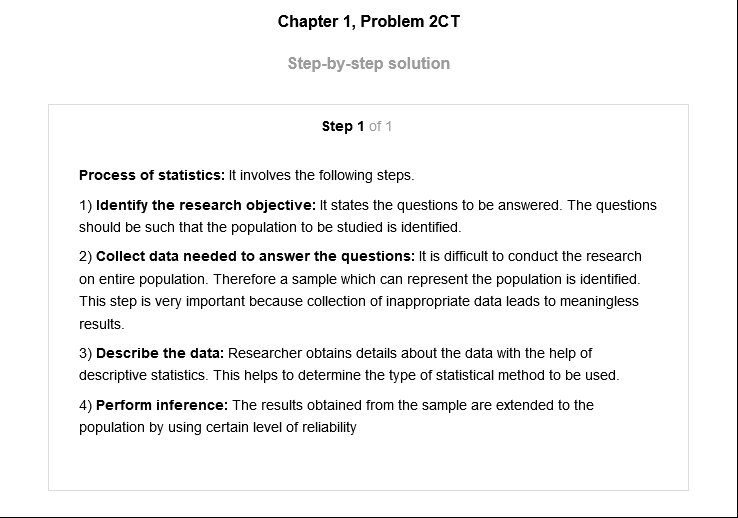 Chapter 1, Problem 2CT
Step-by-step solution
Step 1 of 1
Process of statistics: It involves the following steps.
1) Identify the research objective: It states the questions to be answered. The questions
should be such that the population to be studied is identified.
2) Collect data needed to answer the questions: It is difficult to conduct the research
on entire population. Therefore a sample which can represent the population is identified.
This step is very important because collection of inappropriate data leads to meaningless
results.
3) Describe the data: Researcher obtains details about the data with the help of
descriptive statistics. This helps to determine the type of statistical method to be used.
4) Perform inference: The results obtained from the sample are extended to the
population by using certain level of reliability